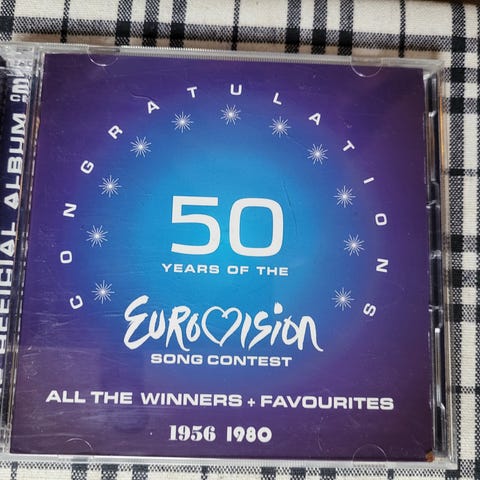 CONGRATULATIONS
50
YEARS OF THE
EUROVISION
SONG CONTEST
ALL THE WINNERS + FAVOURITES
1956 1980
OFFICIAL ALBUM